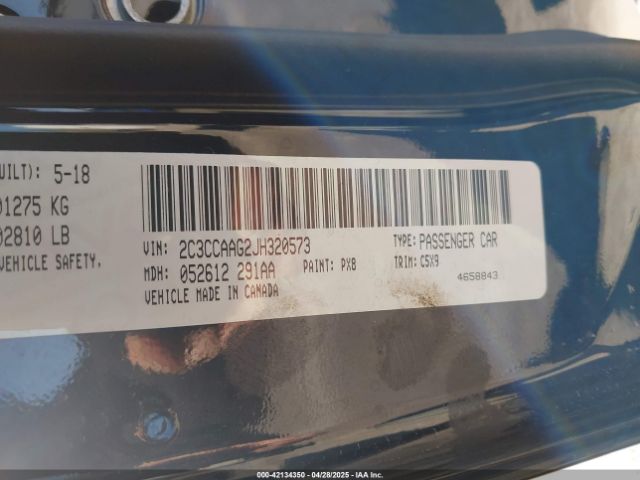 UILT): 5-18
01275 KG
02810 LB
VEHICLE SAFETY.
VIN: 2C3CCAAG2JH320573
TYPE: PASSENGER CAR
MDH: 052612 291AA
PAINT: PX8
TRIM: C5X9
VEHICLE MADE IN CANADA
4658843
000-42134350 | 04/28/2025 - IAA Inc.